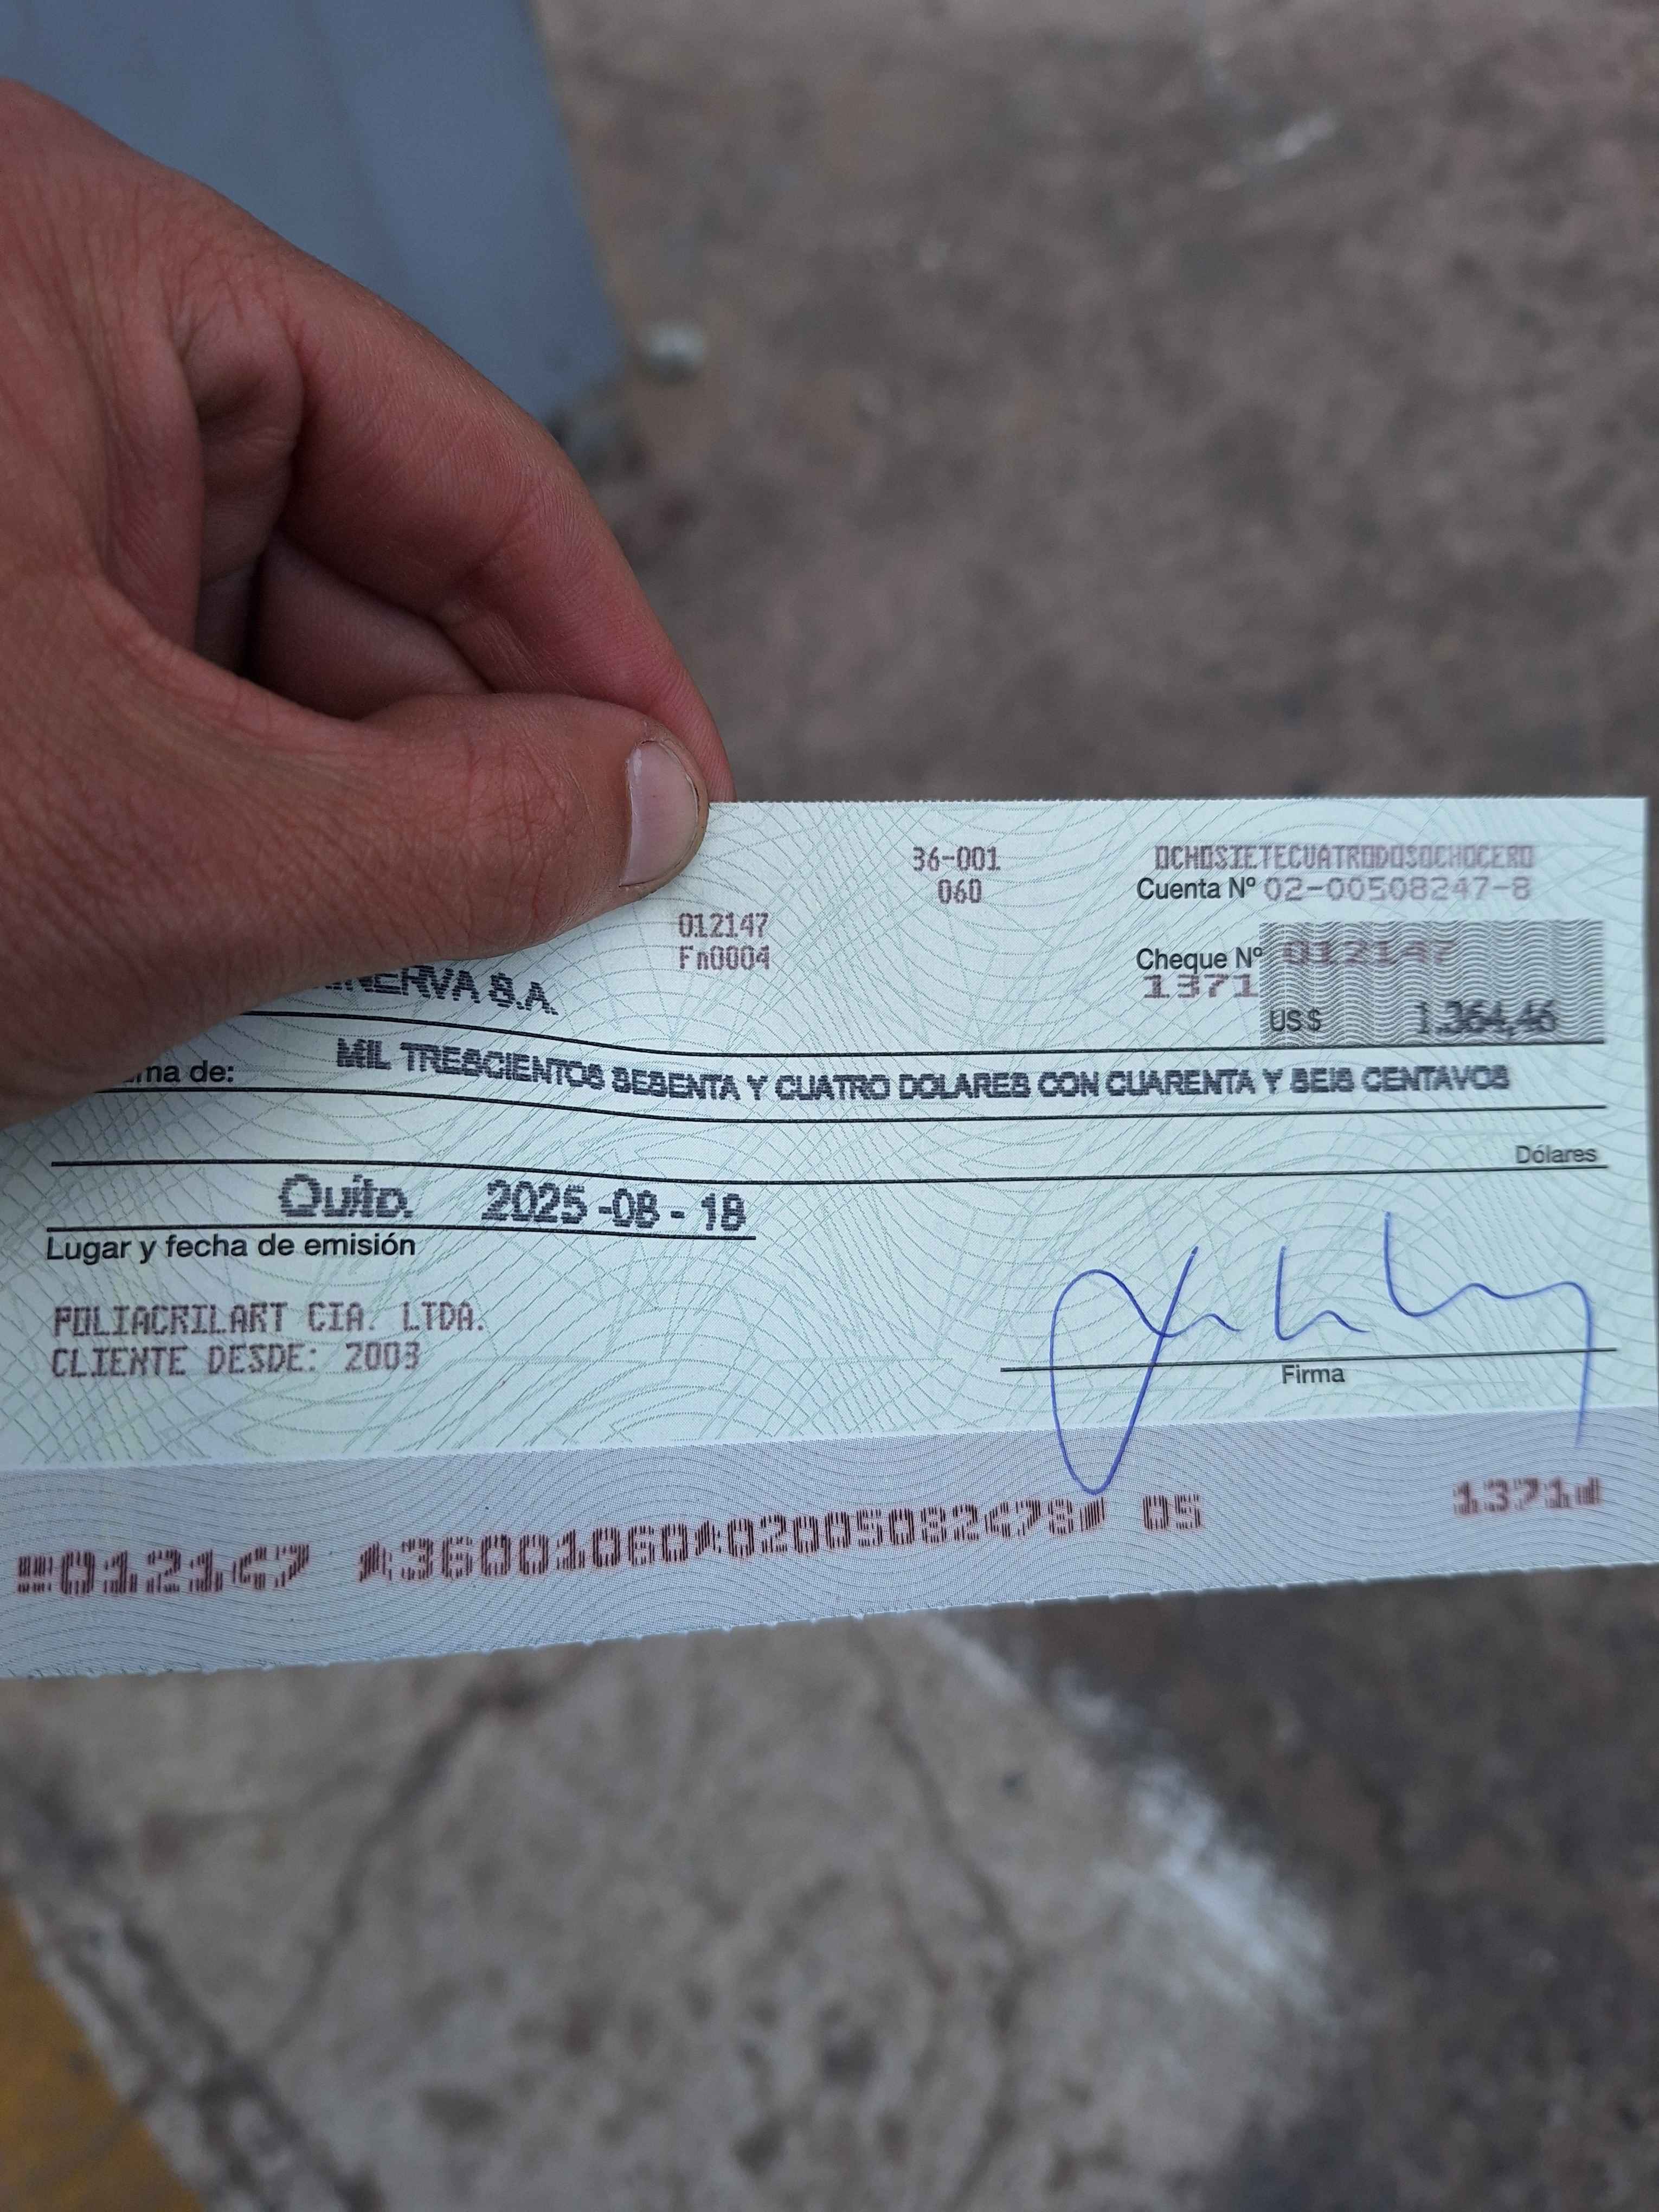 36-001
060
OCHOSIETECUATRODOSOCHOCERO
Cuenta Nº 02-00508247-8
012147
Fn0004
Cheque Nº 012147
1371
S.A.
US $ 1.364,46
ma de: MIL TRESCIENTOS SESENTA Y CUATRO DOLARES CON CUARENTA Y SEIS CENTAVOS
Dólares
Quito. 2025-08-18
Lugar y fecha de emisión
POLIACRILART CIA. LTDA.
CLIENTE DESDE: 2003
Firma
012147 36001060 02005082478 05 1371